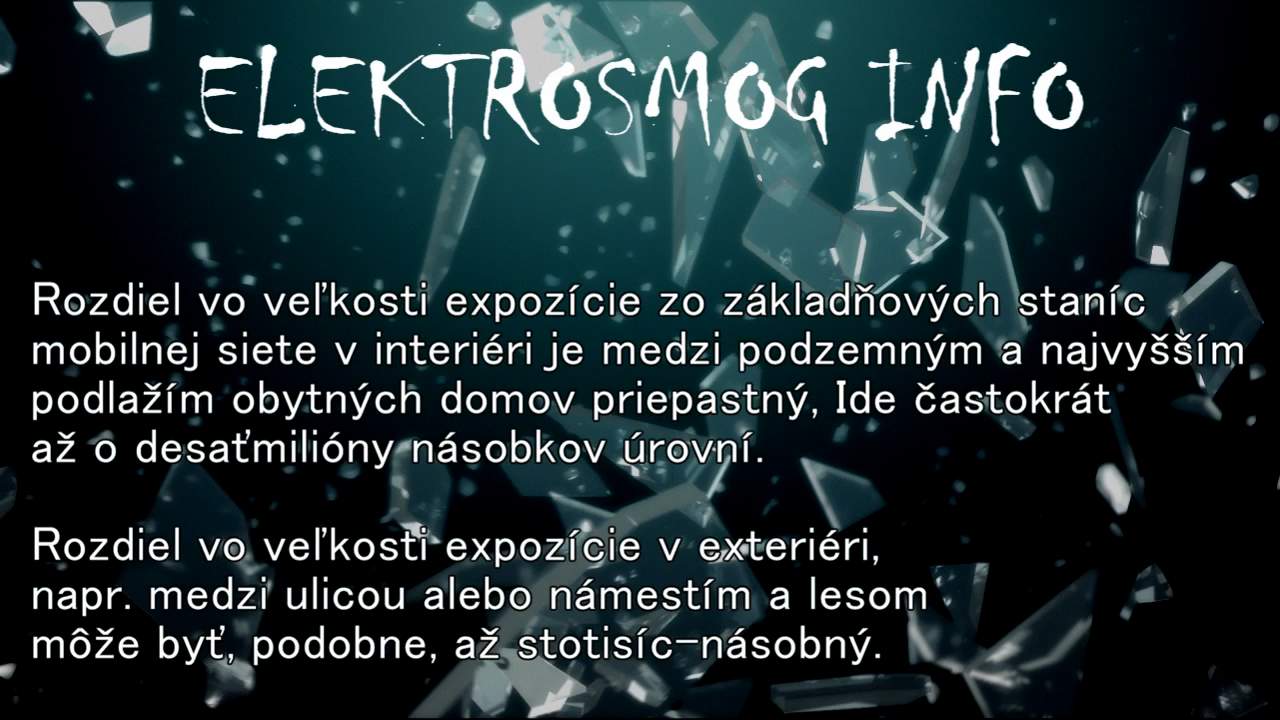 ELEKTROSMOG INFO
Rozdiel vo veľkosti expozície zo základňových staníc
mobilnej siete v interiéri je medzi podzemným a najvyšším
podlažím obytných domov priepastný, Ide častokrát
až o desaťmilióny násobkov úrovní.
Rozdiel vo veľkosti expozície v exteriéri,
napr. medzi ulicou alebo námestím a lesom
môže byť, podobne, až stotisíc-násobný.